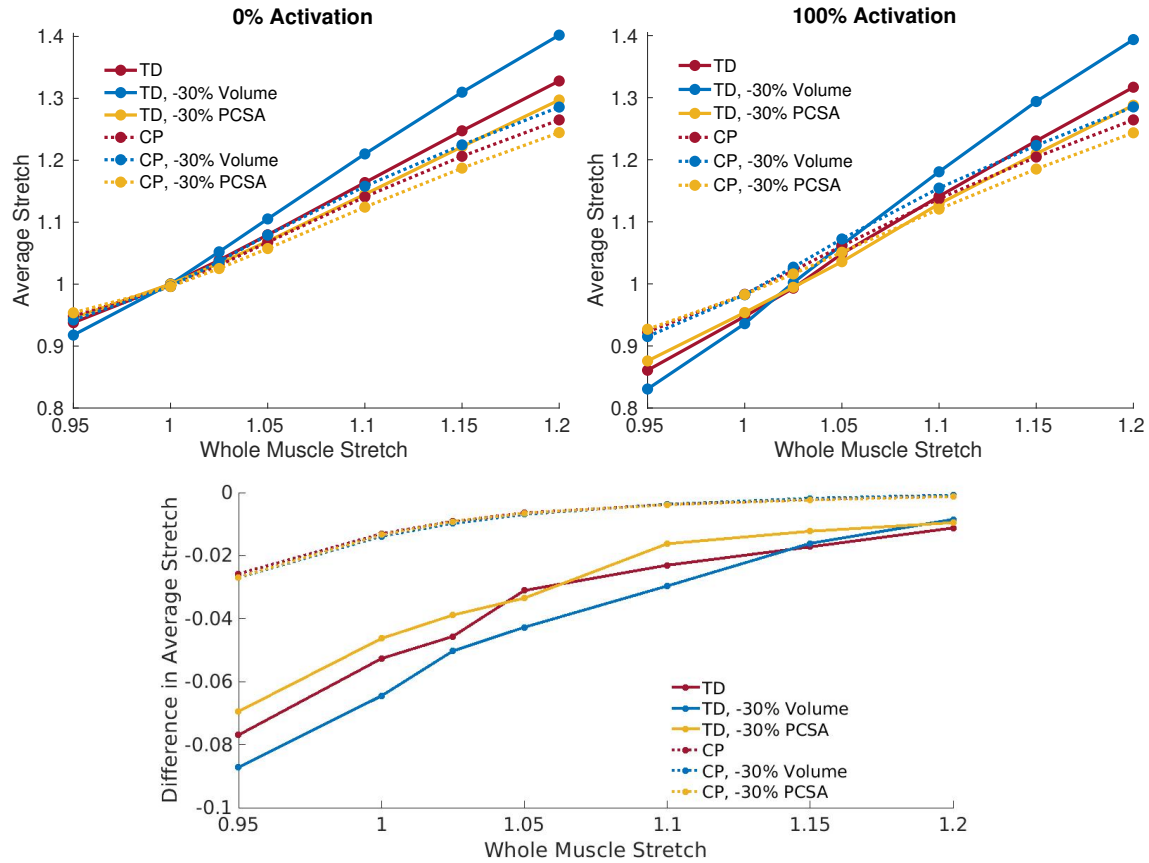 0% Activation
1.4
1.3
1.2
1.1
1
0.9
0.8
Average Stretch
TD
TD, -30% Volume
TD, -30% PCSA
CP
CP, -30% Volume
CP, -30% PCSA
0.95 1 1.05 1.1 1.15 1.2
Whole Muscle Stretch
100% Activation
1.4
1.3
1.2
1.1
1
0.9
0.8
Average Stretch
TD
TD, -30% Volume
TD, -30% PCSA
CP
CP, -30% Volume
CP, -30% PCSA
0.95 1 1.05 1.1 1.15 1.2
Whole Muscle Stretch
0
-0.02
-0.04
-0.06
-0.08
-0.1
Difference in Average Stretch
TD
TD, -30% Volume
TD, -30% PCSA
CP
CP, -30% Volume
CP, -30% PCSA
0.95 1 1.05 1.1 1.15 1.2
Whole Muscle Stretch